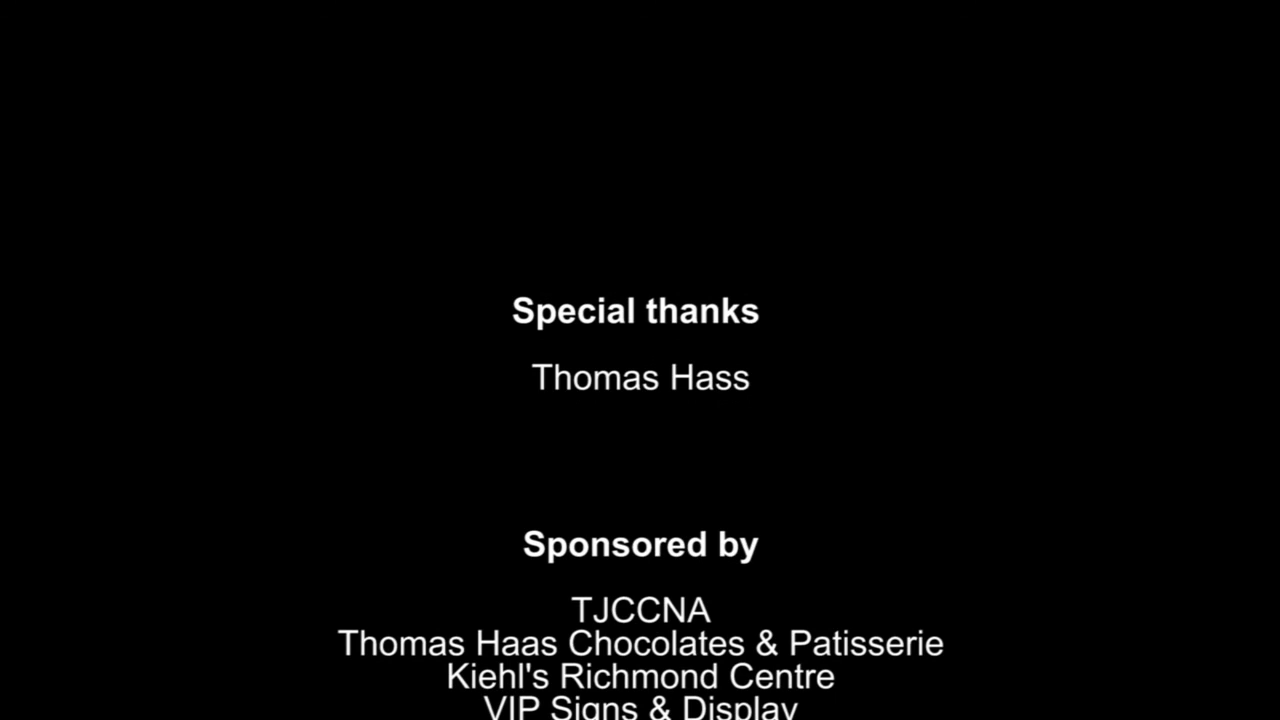 Special thanks
Thomas Hass
Sponsored by
TJCCNA
Thomas Haas Chocolates & Patisserie
Kiehl's Richmond Centre
VIP Signs & Display